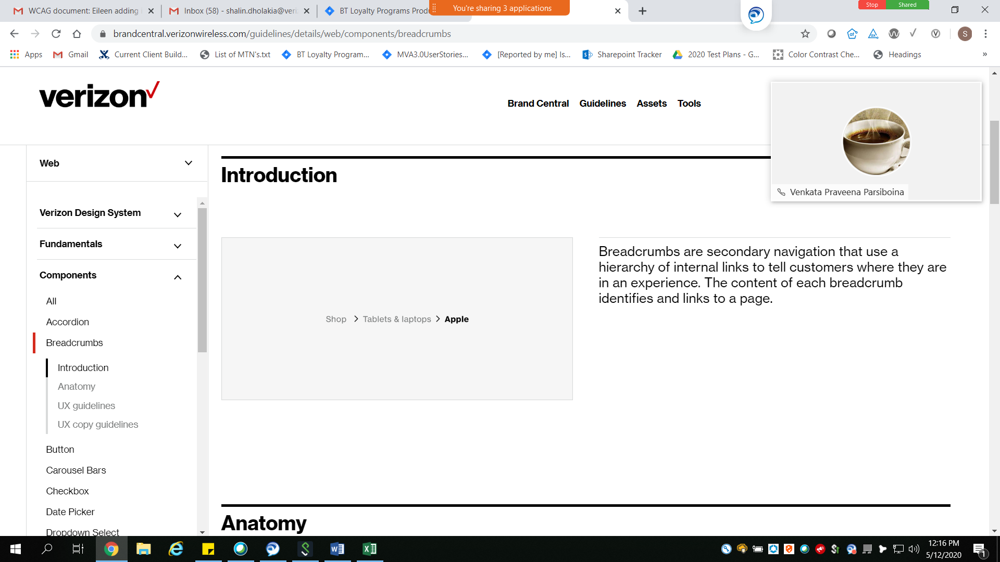 WCAG document: Eileen adding
Inbox (58) - shalin.dholakia@veri
BT Loyalty Programs Produ
You're sharing 3 applications
Stop
Shared
brandcentral.verizonwireless.com/guidelines/details/web/components/breadcrumbs
S
Apps
Gmail
Current Client Build...
List of MTN's.txt
BT Loyalty Program...
MVA3.0UserStories...
[Reported by me] Is...
Sharepoint Tracker
2020 Test Plans - G...
Color Contrast Che...
Headings
»
verizon
Brand Central
Guidelines
Assets
Tools
Venkata Praveena Parsiboina
Web
Verizon Design System
Fundamentals
Components
All
Accordion
Breadcrumbs
Introduction
Anatomy
UX guidelines
UX copy guidelines
Button
Carousel Bars
Checkbox
Date Picker
Dropdown Select
Introduction
Shop > Tablets & laptops > Apple
Breadcrumbs are secondary navigation that use a
hierarchy of internal links to tell customers where they are
in an experience. The content of each breadcrumb
identifies and links to a page.
Anatomy
12:16 PM
5/12/2020
1